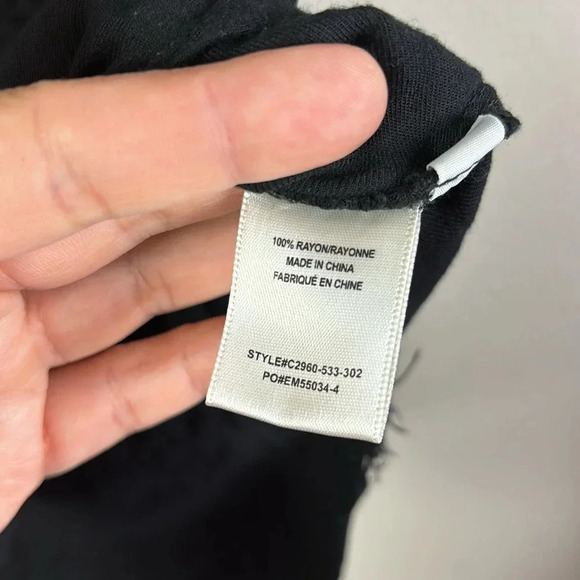 100% RAYON/RAYONNE
MADE IN CHINA
FABRIQUÉ EN CHINE
STYLE#C2960-533-302
PO#EM55034-4